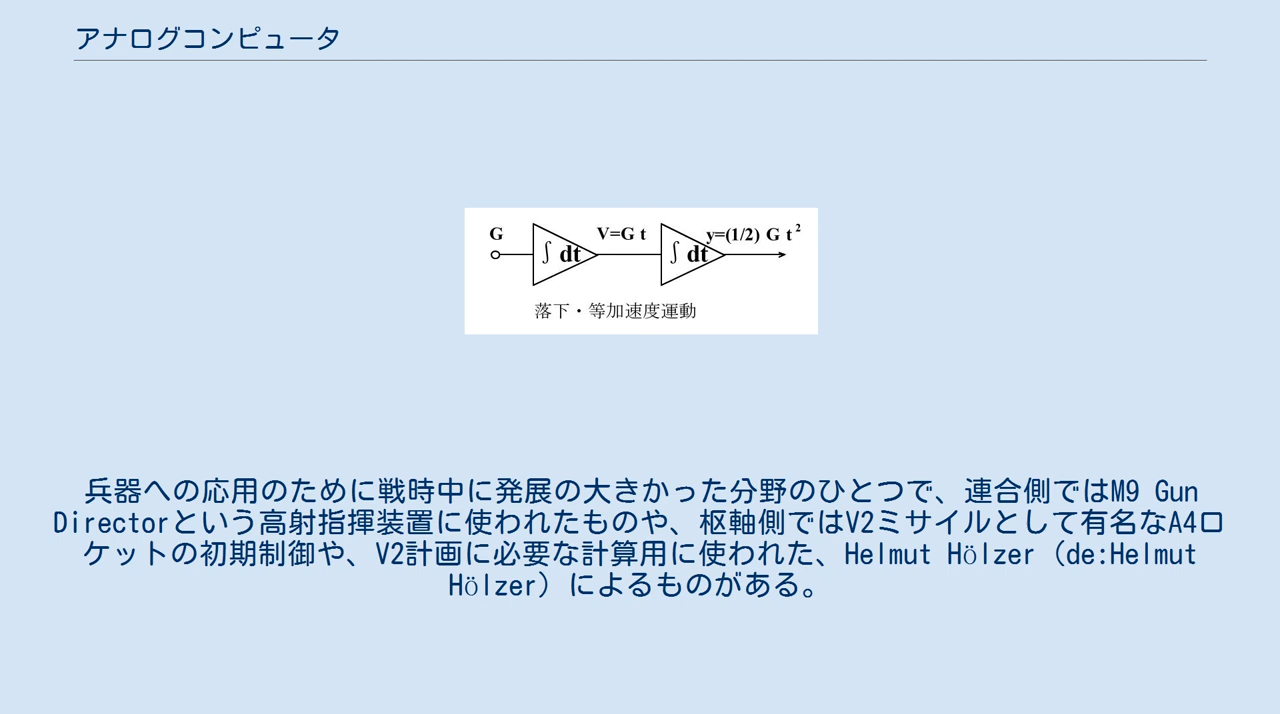 アナログコンピュータ
G
V=G t
y=(1/2) G t²
∫ dt
∫ dt
落下・等加速度運動
兵器への応用のために戦時中に発展の大きかった分野のひとつで、連合側ではM9 Gun
Directorという高射指揮装置に使われたものや、枢軸側ではV2ミサイルとして有名なA4ロ
ケットの初期制御や、V2計画に必要な計算用に使われた、Helmut Hölzer（de:Helmut
Hölzer）によるものがある。